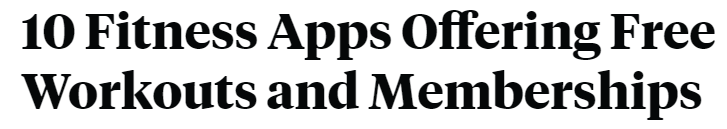 10 Fitness Apps Offering Free
Workouts and Memberships